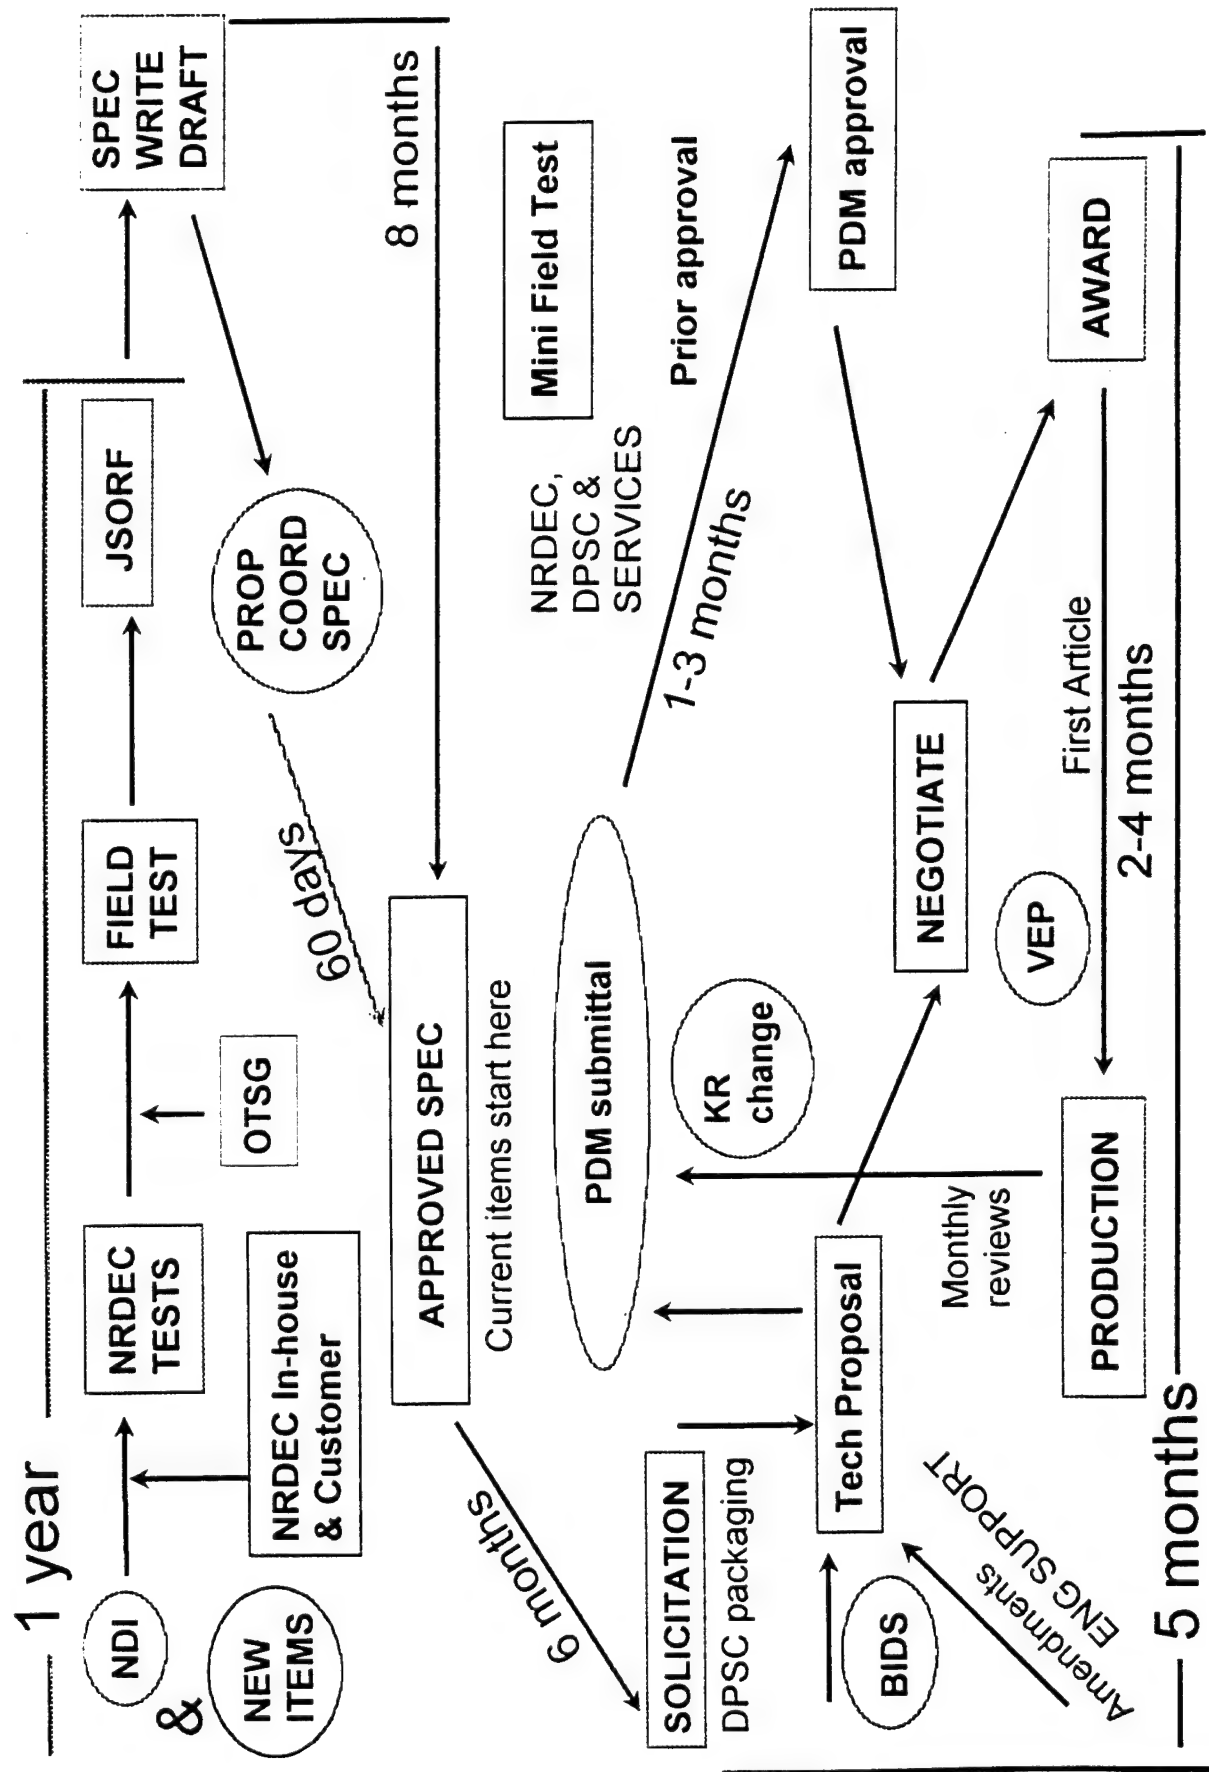 1 year
NDI
&
NEW
ITEMS
NRDEC
TESTS
NRDEC In-house
& Customer
OTSG
FIELD
TEST
JSORF
SPEC
WRITE
DRAFT
PROP
COORD
SPEC
60 days
8 months
APPROVED SPEC
Current items start here
6 months
Mini Field Test
NRDEC,
DPSC &
SERVICES
PDM submittal
1-3 months
Prior approval
PDM approval
SOLICITATION
DPSC packaging
KR
change
Tech Proposal
BIDS
Amendments
ENG SUPPORT
Monthly
reviews
NEGOTIATE
VEP
AWARD
First Article
2-4 months
PRODUCTION
5 months